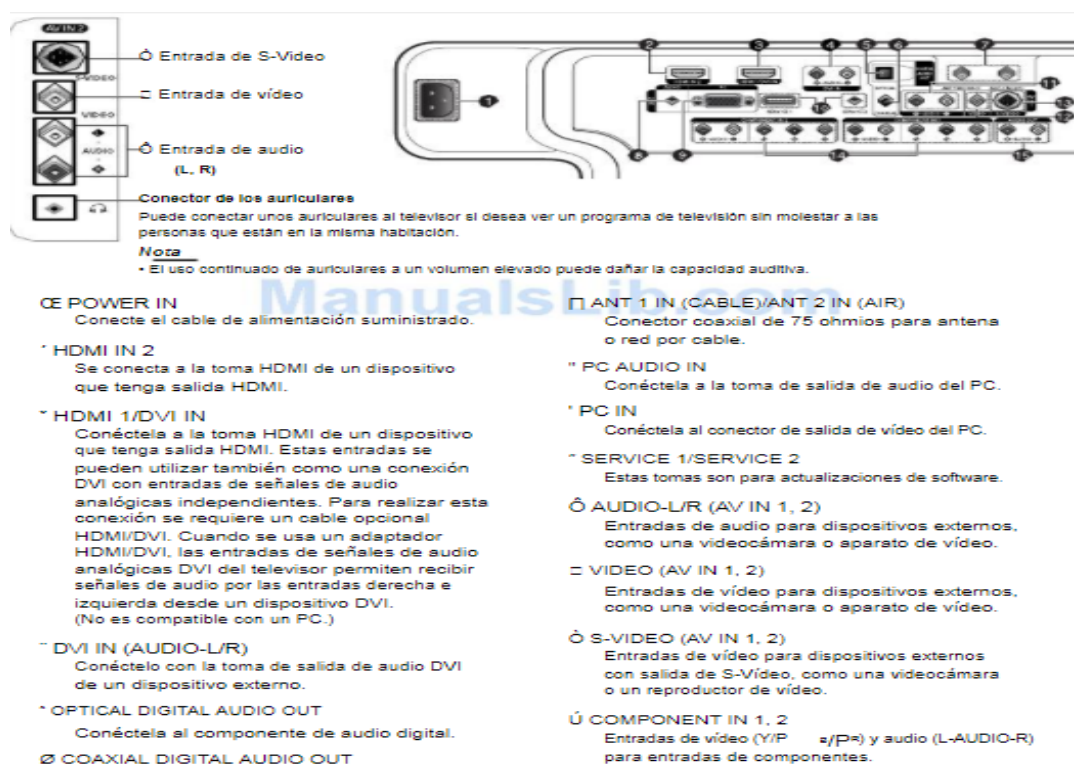 AV IN 2
Ò Entrada de S-Video
S-VIDEO
Entrada de vídeo
VIDEO
Ô Entrada de audio
AUDIO
(L, R)
Conector de los auriculares
Puede conectar unos auriculares al televisor si desea ver un programa de televisión sin molestar a las
personas que están en la misma habitación.
Nota
• El uso continuado de auriculares a un volumen elevado puede dañar la capacidad auditiva.
ManualsLib.com
Œ POWER IN
Conecte el cable de alimentación suministrado.
´ HDMI IN 2
Se conecta a la toma HDMI de un dispositivo
que tenga salida HDMI.
ˇ HDMI 1/DVI IN
Conéctela a la toma HDMI de un dispositivo
que tenga salida HDMI. Estas entradas se
pueden utilizar también como una conexión
DVI con entradas de señales de audio
analógicas independientes. Para realizar esta
conexión se requiere un cable opcional
HDMI/DVI. Cuando se usa un adaptador
HDMI/DVI, las entradas de señales de audio
analógicas DVI del televisor permiten recibir
señales de audio por las entradas derecha e
izquierda desde un dispositivo DVI.
(No es compatible con un PC.)
¨ DVI IN (AUDIO-L/R)
Conéctelo con la toma de salida de audio DVI
de un dispositivo externo.
ˆ OPTICAL DIGITAL AUDIO OUT
Conéctela al componente de audio digital.
Ø COAXIAL DIGITAL AUDIO OUT
∏ ANT 1 IN (CABLE)/ANT 2 IN (AIR)
Conector coaxial de 75 ohmios para antena
o red por cable.
" PC AUDIO IN
Conéctela a la toma de salida de audio del PC.
' PC IN
Conéctela al conector de salida de vídeo del PC.
˝ SERVICE 1/SERVICE 2
Estas tomas son para actualizaciones de software.
Ô AUDIO-L/R (AV IN 1, 2)
Entradas de audio para dispositivos externos,
como una videocámara o aparato de vídeo.
VIDEO (AV IN 1, 2)
Entradas de vídeo para dispositivos externos,
como una videocámara o aparato de vídeo.
Ò S-VIDEO (AV IN 1, 2)
Entradas de vídeo para dispositivos externos
con salida de S-Vídeo, como una videocámara
o un reproductor de vídeo.
Ú COMPONENT IN 1, 2
Entradas de vídeo (Y/P B/PR) y audio (L-AUDIO-R)
para entradas de componentes.